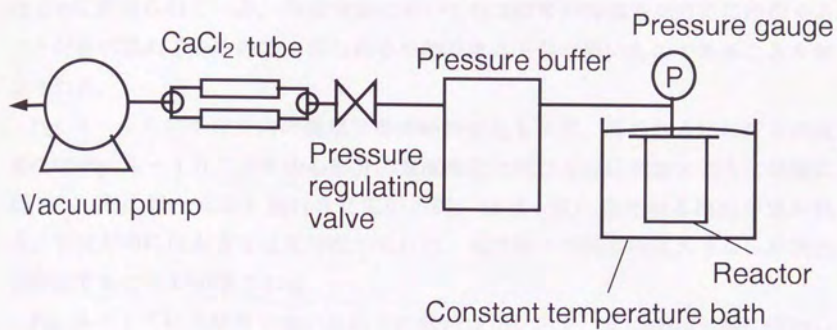 CaCl₂ tube
Pressure gauge
Pressure buffer
P
Pressure
regulating
valve
Vacuum pump
Reactor
Constant temperature bath